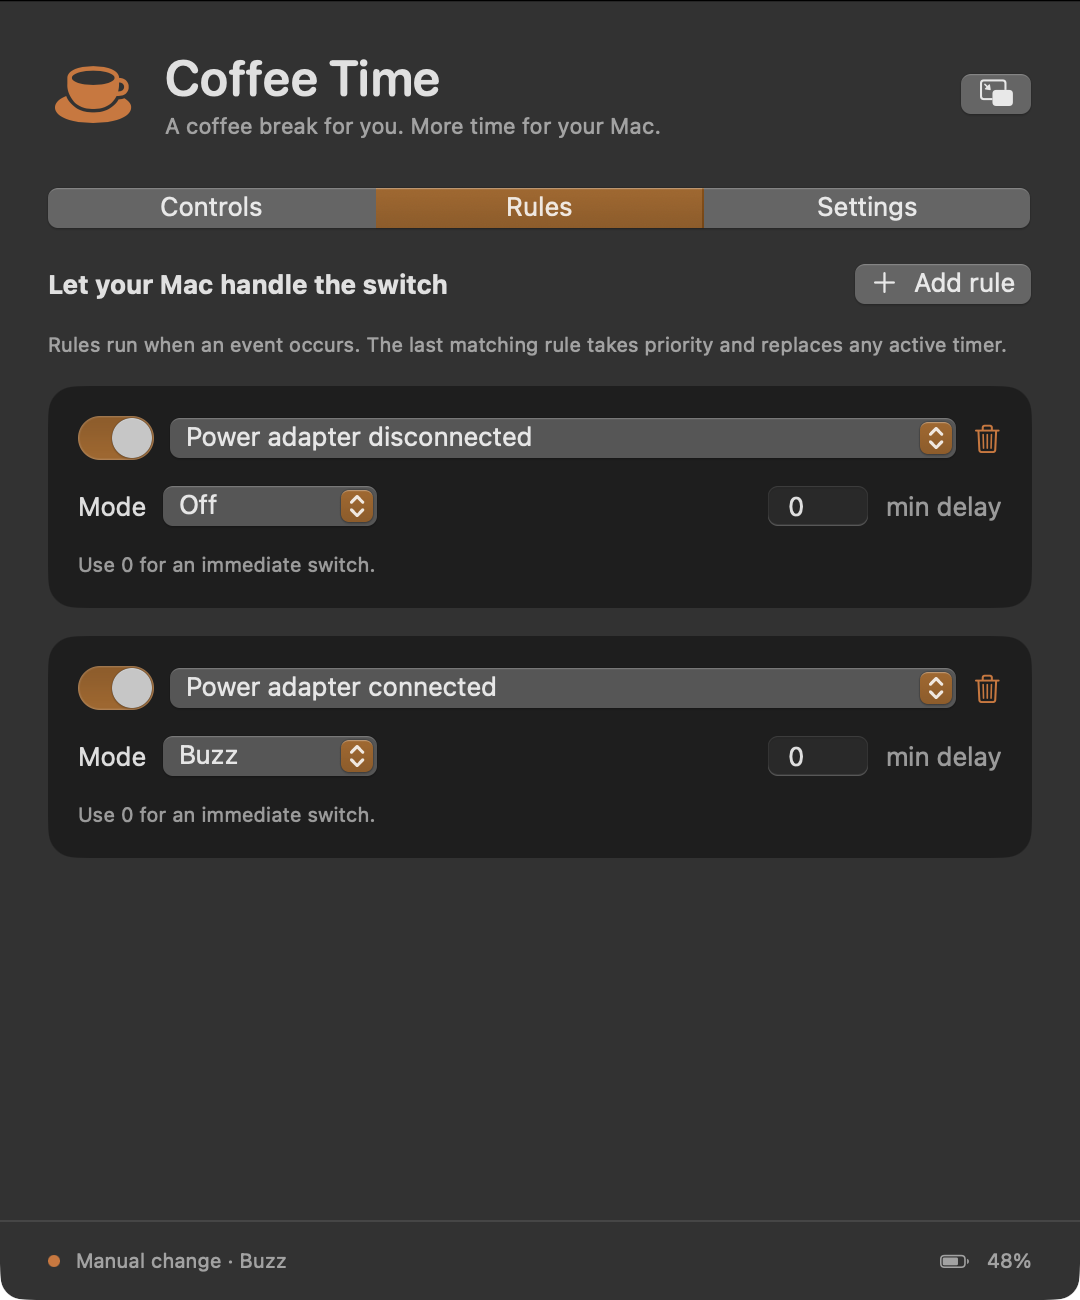 Coffee Time
A coffee break for you. More time for your Mac.
Controls
Rules
Settings
Let your Mac handle the switch
Add rule
Rules run when an event occurs. The last matching rule takes priority and replaces any active timer.
Power adapter disconnected
Mode
Off
0
min delay
Use 0 for an immediate switch.
Power adapter connected
Mode
Buzz
0
min delay
Use 0 for an immediate switch.
Manual change · Buzz
48%